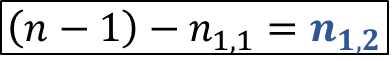 (n − 1) − n₁,₁ = n₁,₂